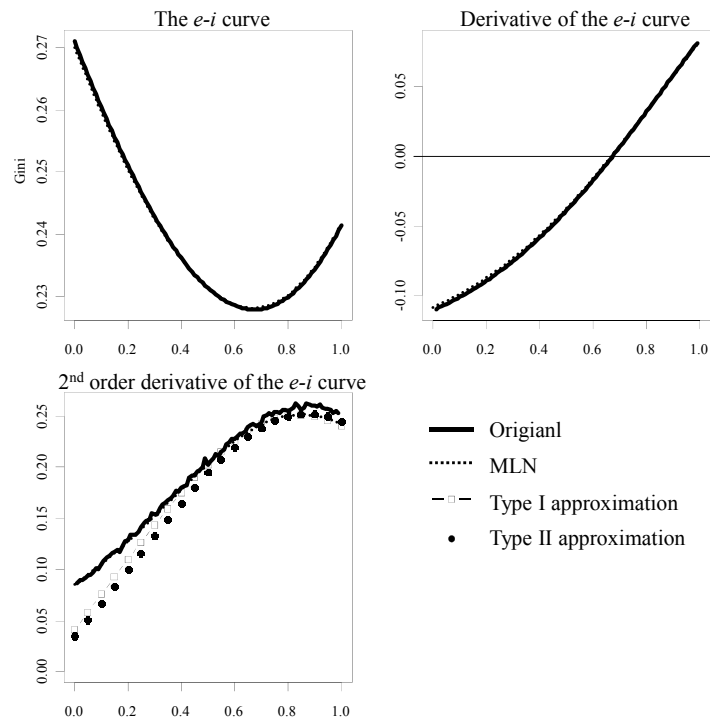 The e-i curve
0.27
0.26
0.25
0.24
0.23
Gini
0.0 0.2 0.4 0.6 0.8 1.0
Derivative of the e-i curve
0.05
0.00
-0.05
-0.10
0.0 0.2 0.4 0.6 0.8 1.0
2nd order derivative of the e-i curve
0.25
0.20
0.15
0.10
0.05
0.00
0.0 0.2 0.4 0.6 0.8 1.0
Origianl
MLN
Type I approximation
Type II approximation